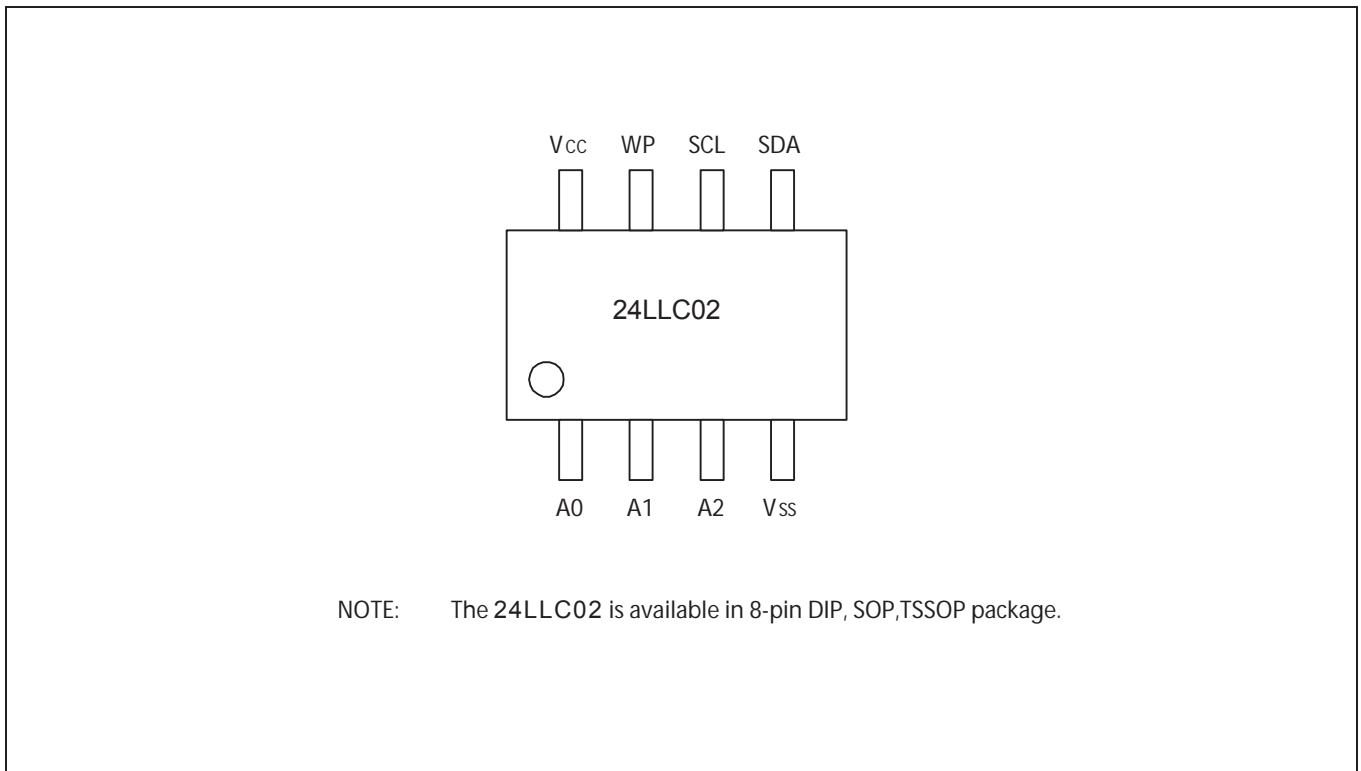 Vcc WP SCL SDA
24LLC02
A0 A1 A2 Vss
NOTE: The 24LLC02 is available in 8-pin DIP, SOP,TSSOP package.